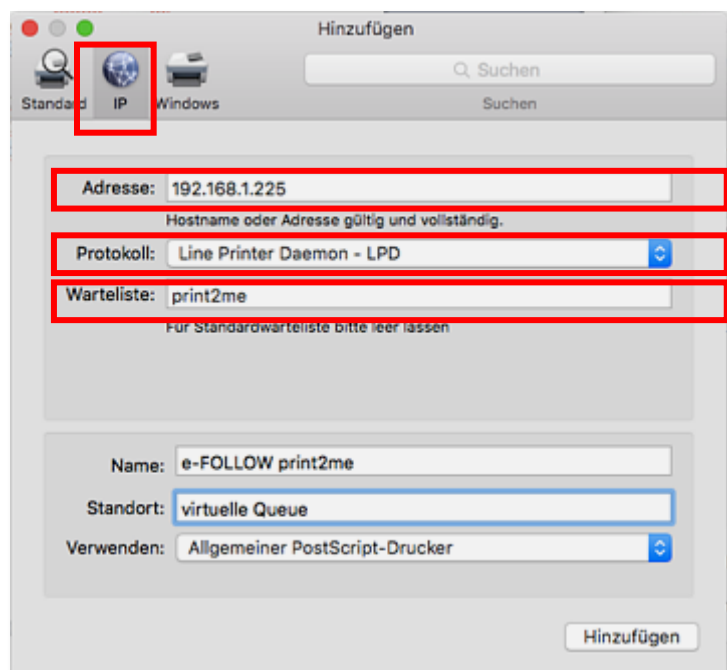 Hinzufügen
Standard IP Windows
Suchen
Suchen
Adresse: 192.168.1.225
Hostname oder Adresse gültig und vollständig.
Protokoll: Line Printer Daemon - LPD
Warteliste: print2me
Für Standardwarteliste bitte leer lassen
Name: e-FOLLOW print2me
Standort: virtuelle Queue
Verwenden: Allgemeiner PostScript-Drucker
Hinzufügen